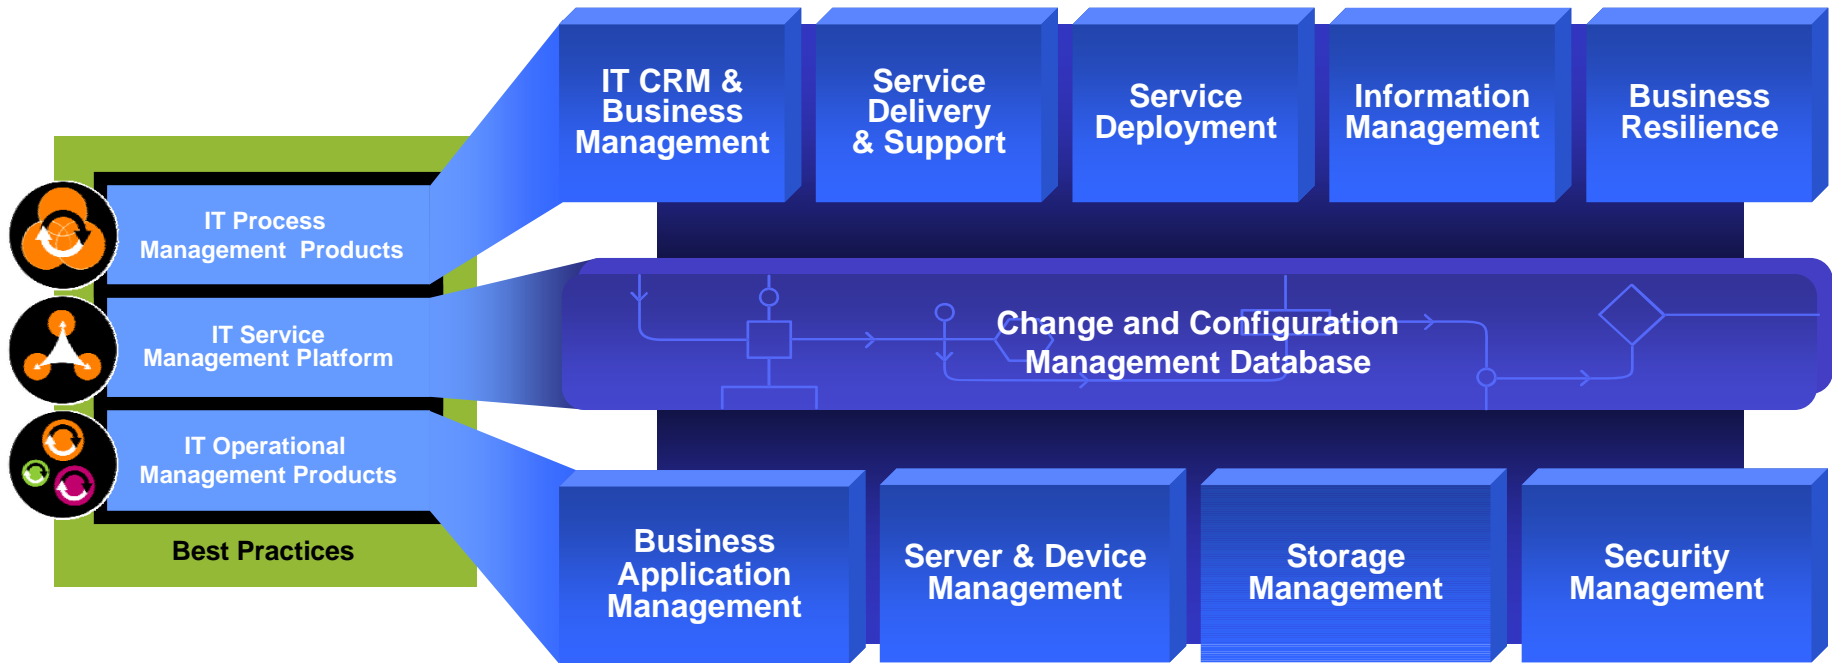 IT CRM &
Business
Management
Service
Delivery
& Support
Service
Deployment
Information
Management
Business
Resilience
IT Process
Management Products
IT Service
Management Platform
Change and Configuration
Management Database
IT Operational
Management Products
Best Practices
Business
Application
Management
Server & Device
Management
Storage
Management
Security
Management